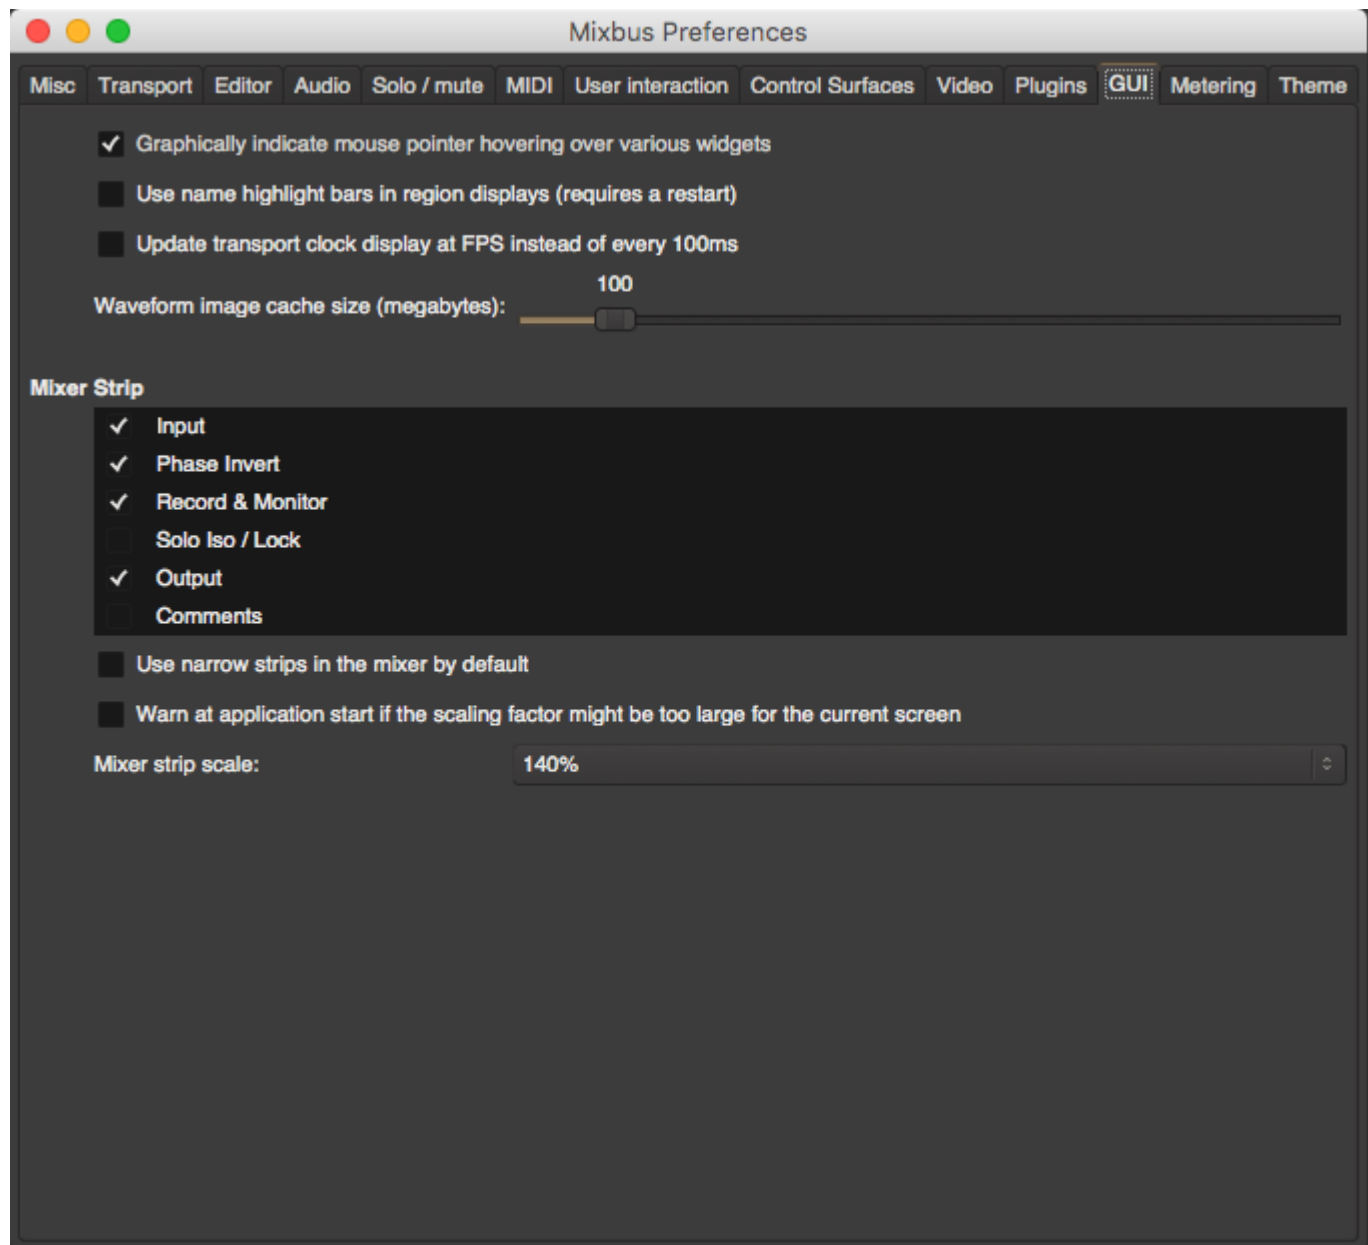 Mixbus Preferences
Misc Transport Editor Audio Solo / mute MIDI User interaction Control Surfaces Video Plugins GUI Metering Theme
Graphically indicate mouse pointer hovering over various widgets
Use name highlight bars in region displays (requires a restart)
Update transport clock display at FPS instead of every 100ms
100
Waveform image cache size (megabytes):
Mixer Strip
Input
Phase Invert
Record & Monitor
Solo Iso / Lock
Output
Comments
Use narrow strips in the mixer by default
Warn at application start if the scaling factor might be too large for the current screen
Mixer strip scale: 140%